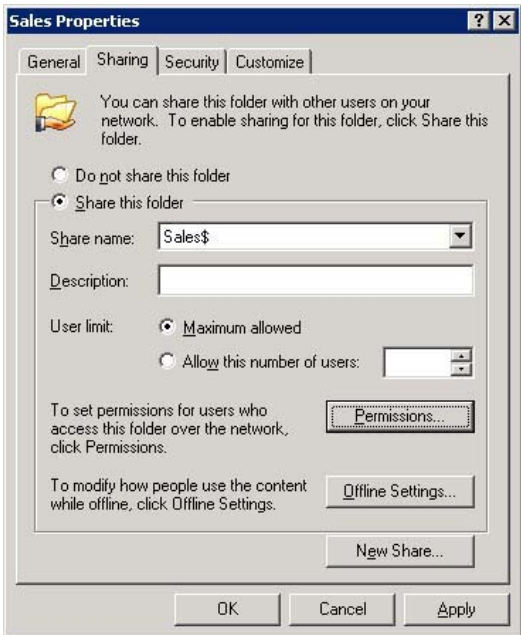 Sales Properties
General Sharing Security Customize
You can share this folder with other users on your
network. To enable sharing for this folder, click Share this
folder.
Do not share this folder
Share this folder
Share name: Sales$
Description:
User limit: Maximum allowed
Allow this number of users:
To set permissions for users who
access this folder over the network,
click Permissions.
Permissions...
To modify how people use the content
while offline, click Offline Settings.
Offline Settings...
New Share...
OK Cancel Apply